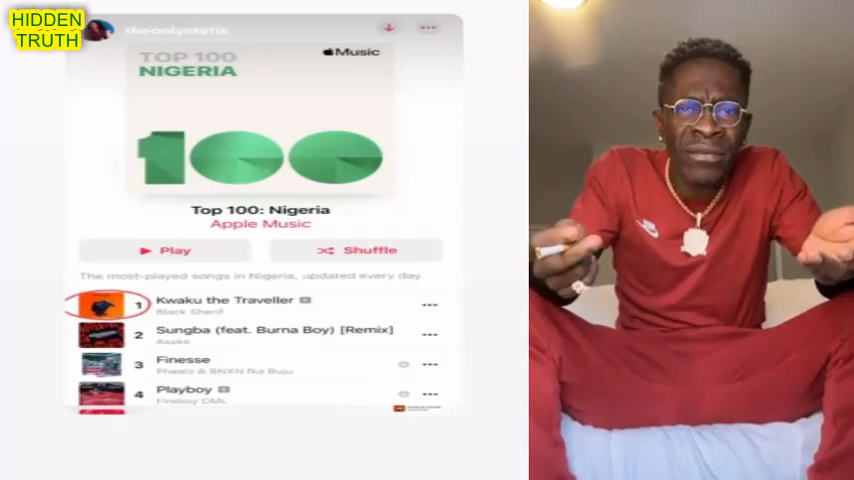 HIDDEN
TRUTH
theonlystefik
TOP 100
NIGERIA
Music
100
Top 100: Nigeria
Apple Music
Play
Shuffle
The most-played songs in Nigeria, updated every day.
1 Kwaku the Traveller E
Black Sherif
2 Sungba (feat. Burna Boy) [Remix]
Asake
3 Finesse
Pheelz & BNXN fka Buju
4 Playboy E
Fireboy DML